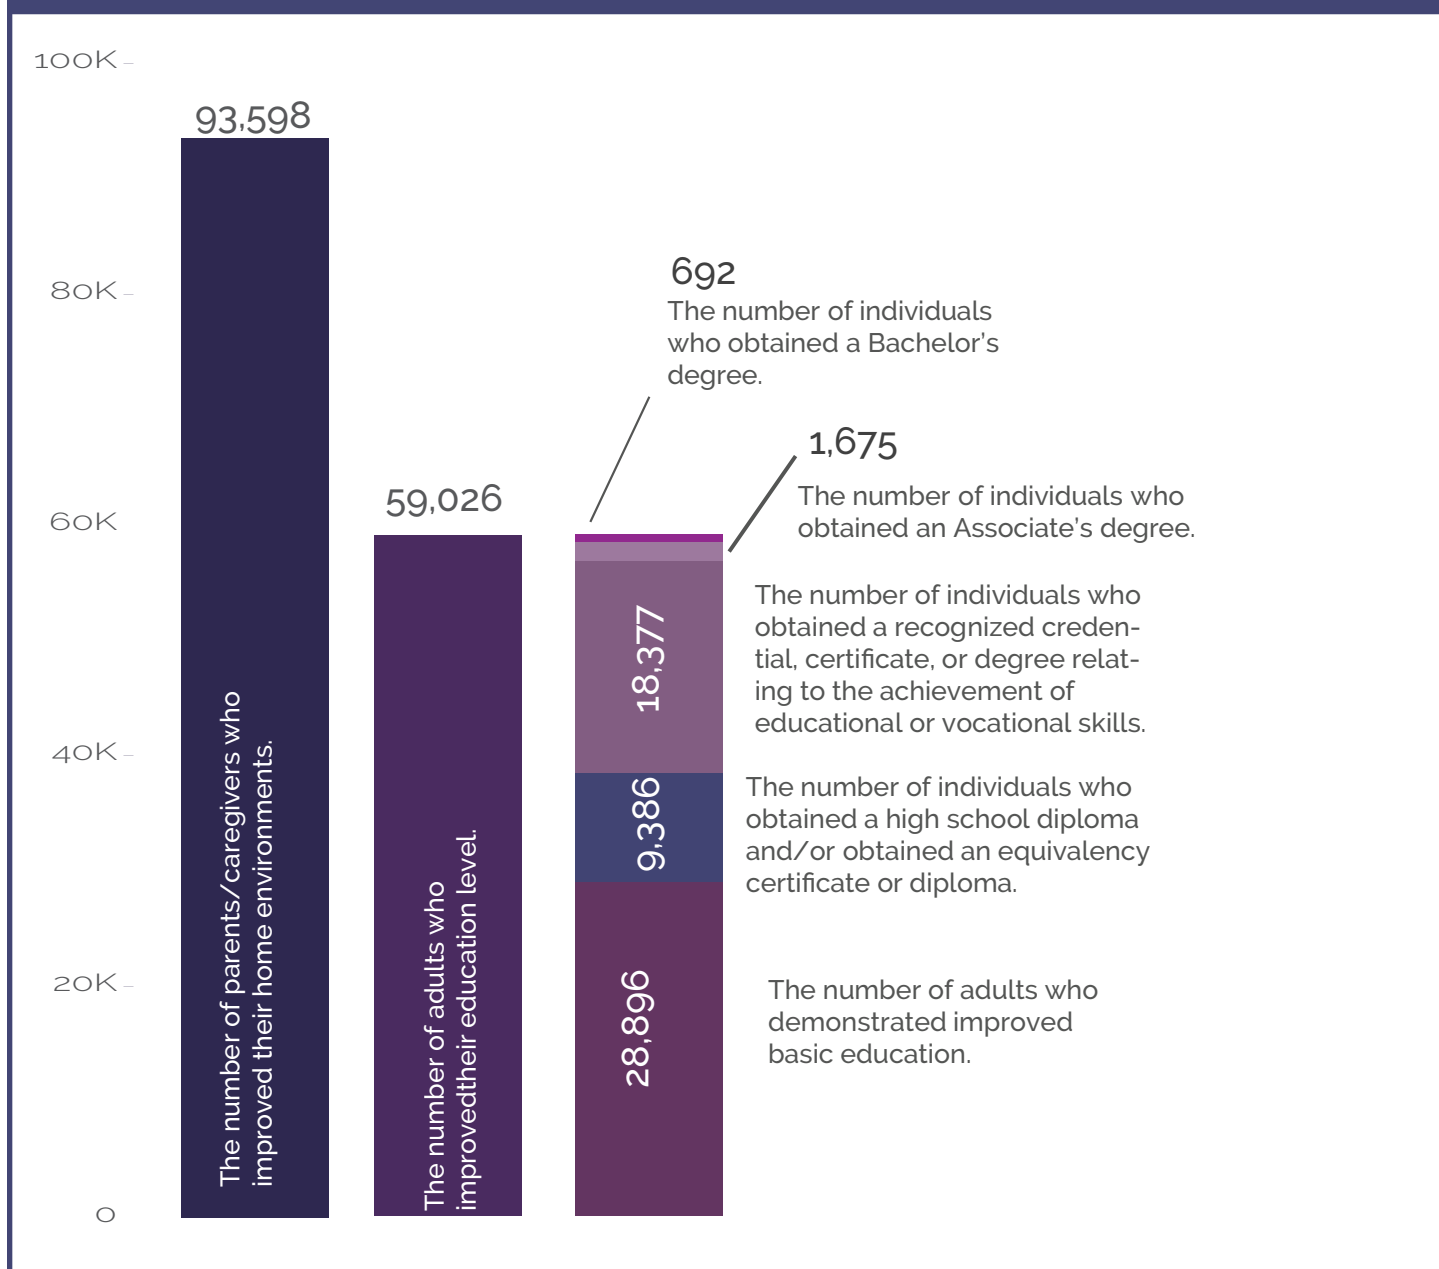 100K
80K
60K
40K
20K
0
93,598
The number of parents/caregivers who
improved their home environments.
59,026
The number of adults who
improvedtheir education level.
692
The number of individuals
who obtained a Bachelor's
degree.
1,675
The number of individuals who
obtained an Associate's degree.
18,377
The number of individuals who
obtained a recognized creden-
tial, certificate, or degree relat-
ing to the achievement of
educational or vocational skills.
9,386
The number of individuals who
obtained a high school diploma
and/or obtained an equivalency
certificate or diploma.
28,896
The number of adults who
demonstrated improved
basic education.